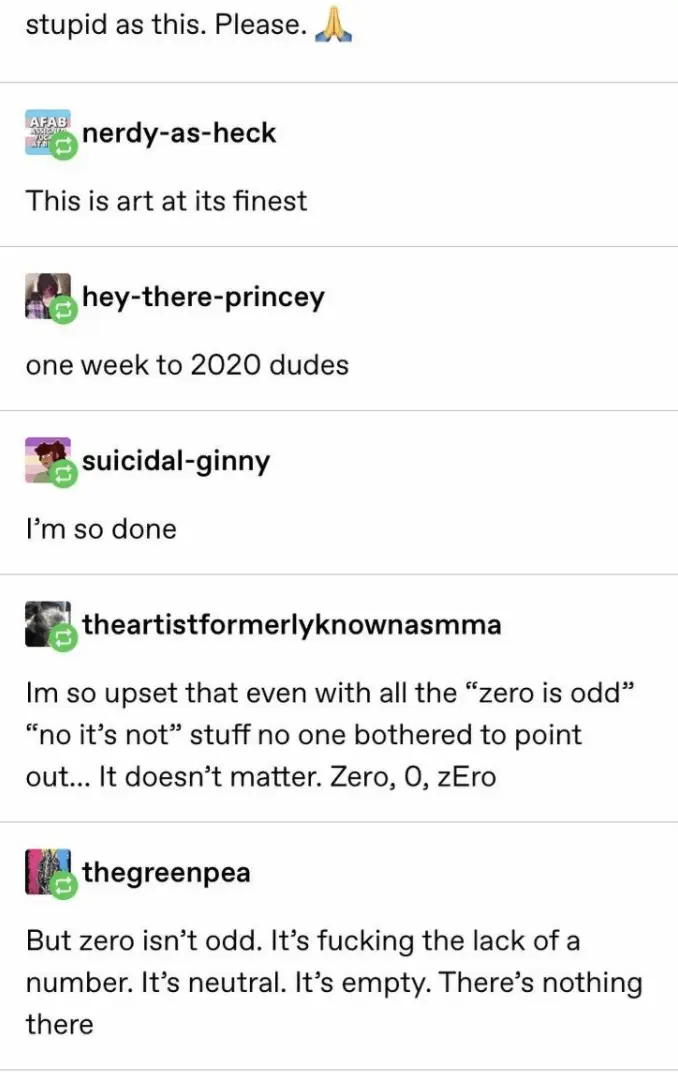 stupid as this. Please. 🙏
AFAB
nerdy-as-heck
This is art at its finest
hey-there-princey
one week to 2020 dudes
suicidal-ginny
I'm so done
theartistformerlyknownasmma
Im so upset that even with all the “zero is odd”
“no it's not” stuff no one bothered to point
out... It doesn't matter. Zero, 0, zEro
thegreenpea
But zero isn't odd. It's fucking the lack of a
number. It's neutral. It's empty. There's nothing
there